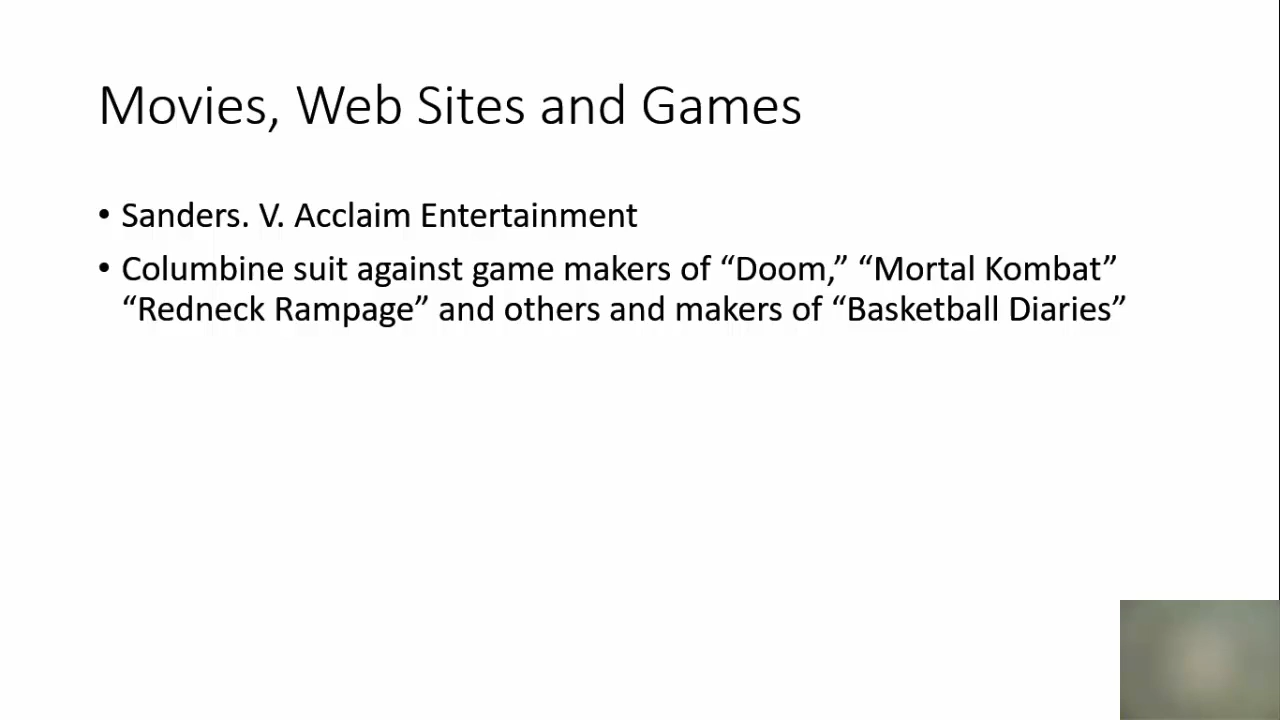 Movies, Web Sites and Games
• Sanders. V. Acclaim Entertainment
• Columbine suit against game makers of “Doom,” “Mortal Kombat”
“Redneck Rampage” and others and makers of “Basketball Diaries”